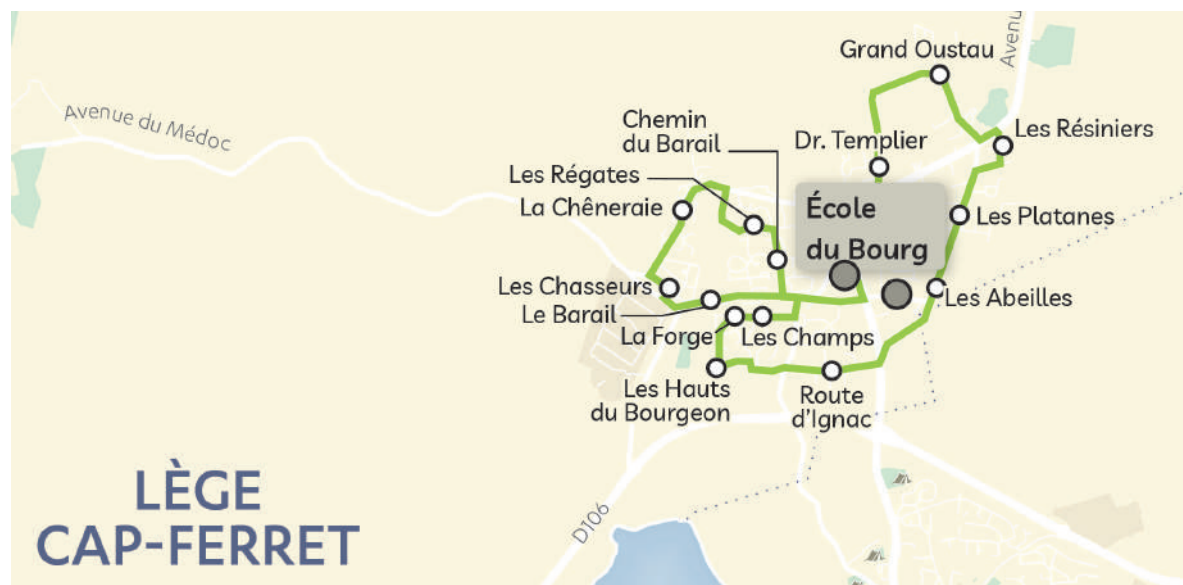 Grand Oustau
Avenu
Avenue du Médoc
Chemin
du Barail
Dr. Templier
Les Résiniers
Les Régates
La Chêneraie
École
du Bourg
Les Platanes
Les Chasseurs
Le Barail
Les Abeilles
La Forge
Les Champs
Les Hauts
du Bourgeon
Route
d'Ignac
LÈGE
CAP-FERRET
D106